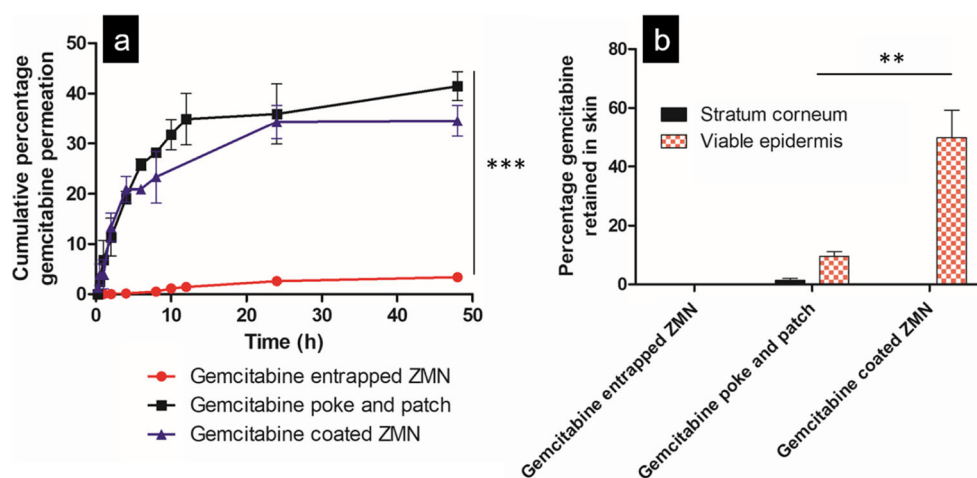 a
Cumulative percentage
gemcitabine permeation
50
40
30
20
10
0
0
10
20
30
40
50
Time (h)
***
Gemcitabine entrapped ZMN
Gemcitabine poke and patch
Gemcitabine coated ZMN
b
Percentage gemcitabine
retained in skin
80
60
40
20
0
**
Stratum corneum
Viable epidermis
Gemcitabine entrapped ZMN
Gemcitabine poke and patch
Gemcitabine coated ZMN